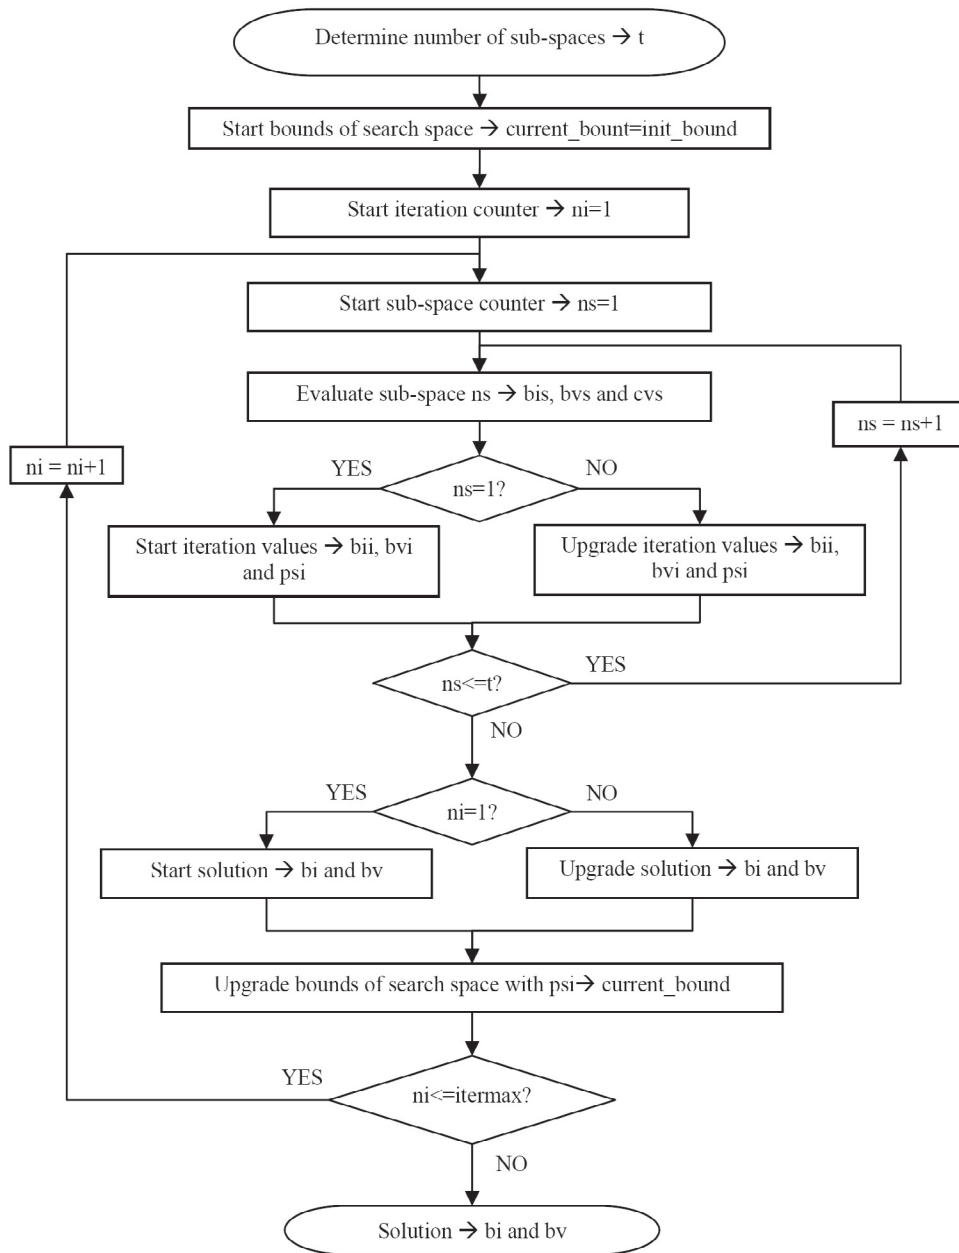 Determine number of sub-spaces → t
Start bounds of search space → current_bount=init_bound
Start iteration counter → ni=1
Start sub-space counter → ns=1
Evaluate sub-space ns → bis, bvs and cvs
ns = ns+1
ni = ni+1
YES
NO
ns=1?
Start iteration values → bii, bvi
and psi
Upgrade iteration values → bii,
bvi and psi
ns<=t?
YES
NO
YES
NO
ni=1?
Start solution → bi and bv
Upgrade solution → bi and bv
Upgrade bounds of search space with psi→ current_bound
YES
ni<=itermax?
NO
Solution → bi and bv